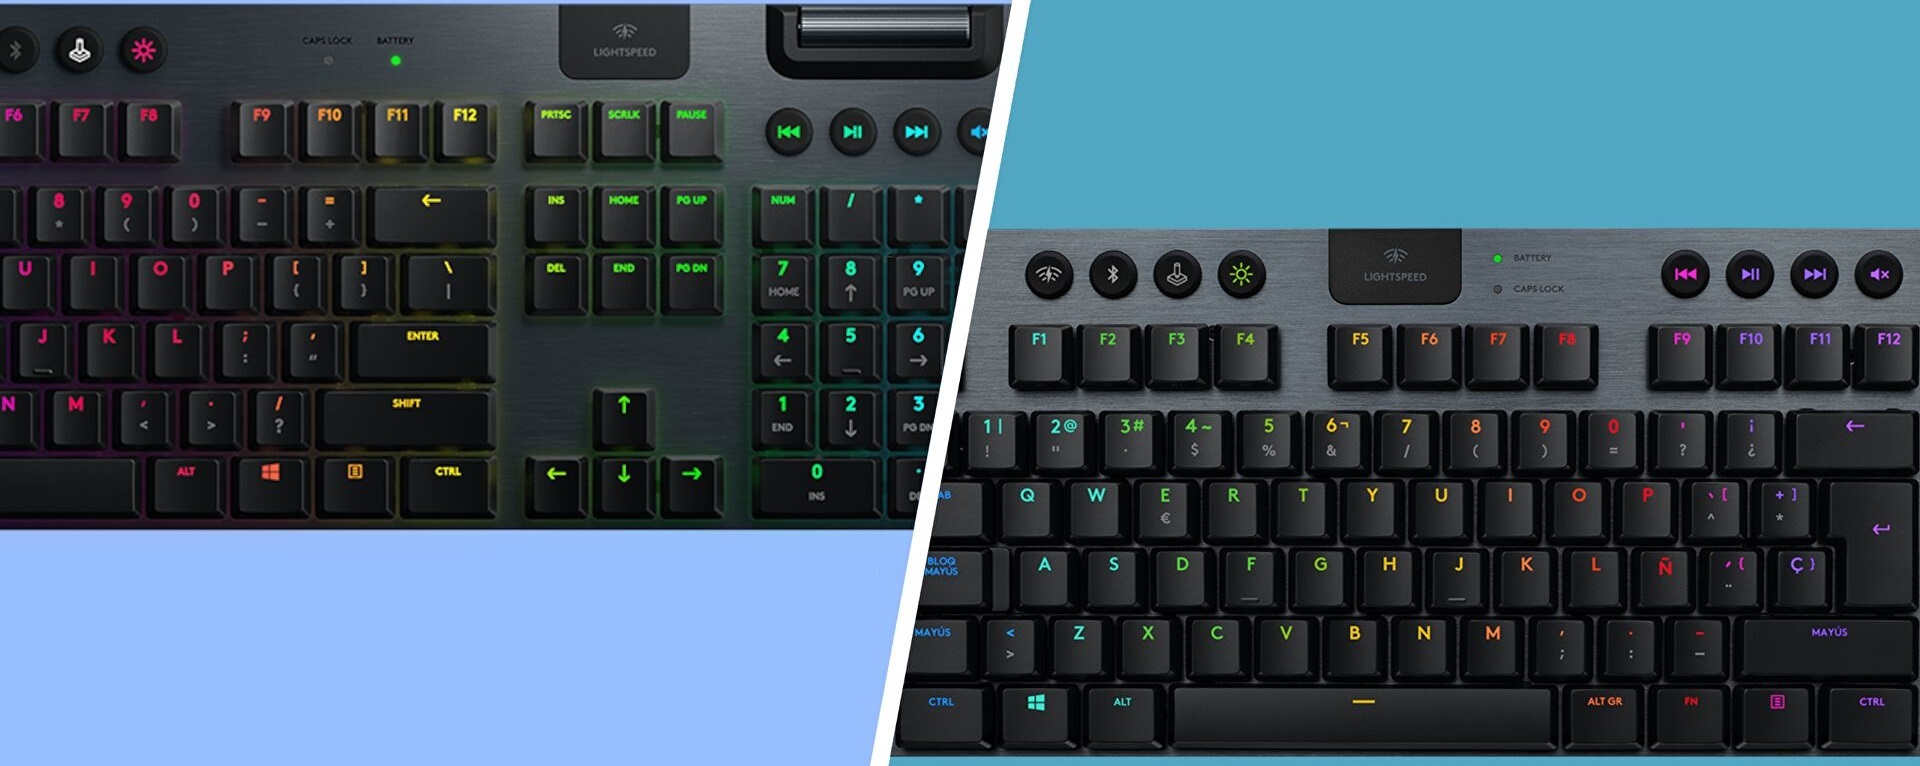 CAPS LOCK BATTERY
LIGHTSPEED
F6 F7 F8 F9 F10 F11 F12 PRTSC SCRLK PAUSE
8 9 0 - = ← INS HOME PG UP NUM / *
* ( ) _ +
U I O P [ ] \ DEL END PG DN 7 8 9
{ } | HOME ↑ PG UP
J K L ; ' ENTER 4 5 6
: " ← →
N M , . / SHIFT ↑ 1 2 3
< > ? END ↓ PG DN
ALT CTRL ← ↓ → 0 .
INS
LIGHTSPEED
BATTERY
CAPS LOCK
F1 F2 F3 F4 F5 F6 F7 F8 F9 F10 F11 F12
1 | 2 @ 3 # 4 ~ 5 6 ¬ 7 8 9 0 ' ¡ ←
! " · $ % & / ( ) = ? ¿
Q W E R T Y U I O P ` [ + ]
€ ^ *
BLOQ MAYÚS A S D F G H J K L Ñ ´ { Ç }
¨
MAYÚS < Z X C V B N M , . - MAYÚS
> ; : _
CTRL ALT ALT GR FN CTRL